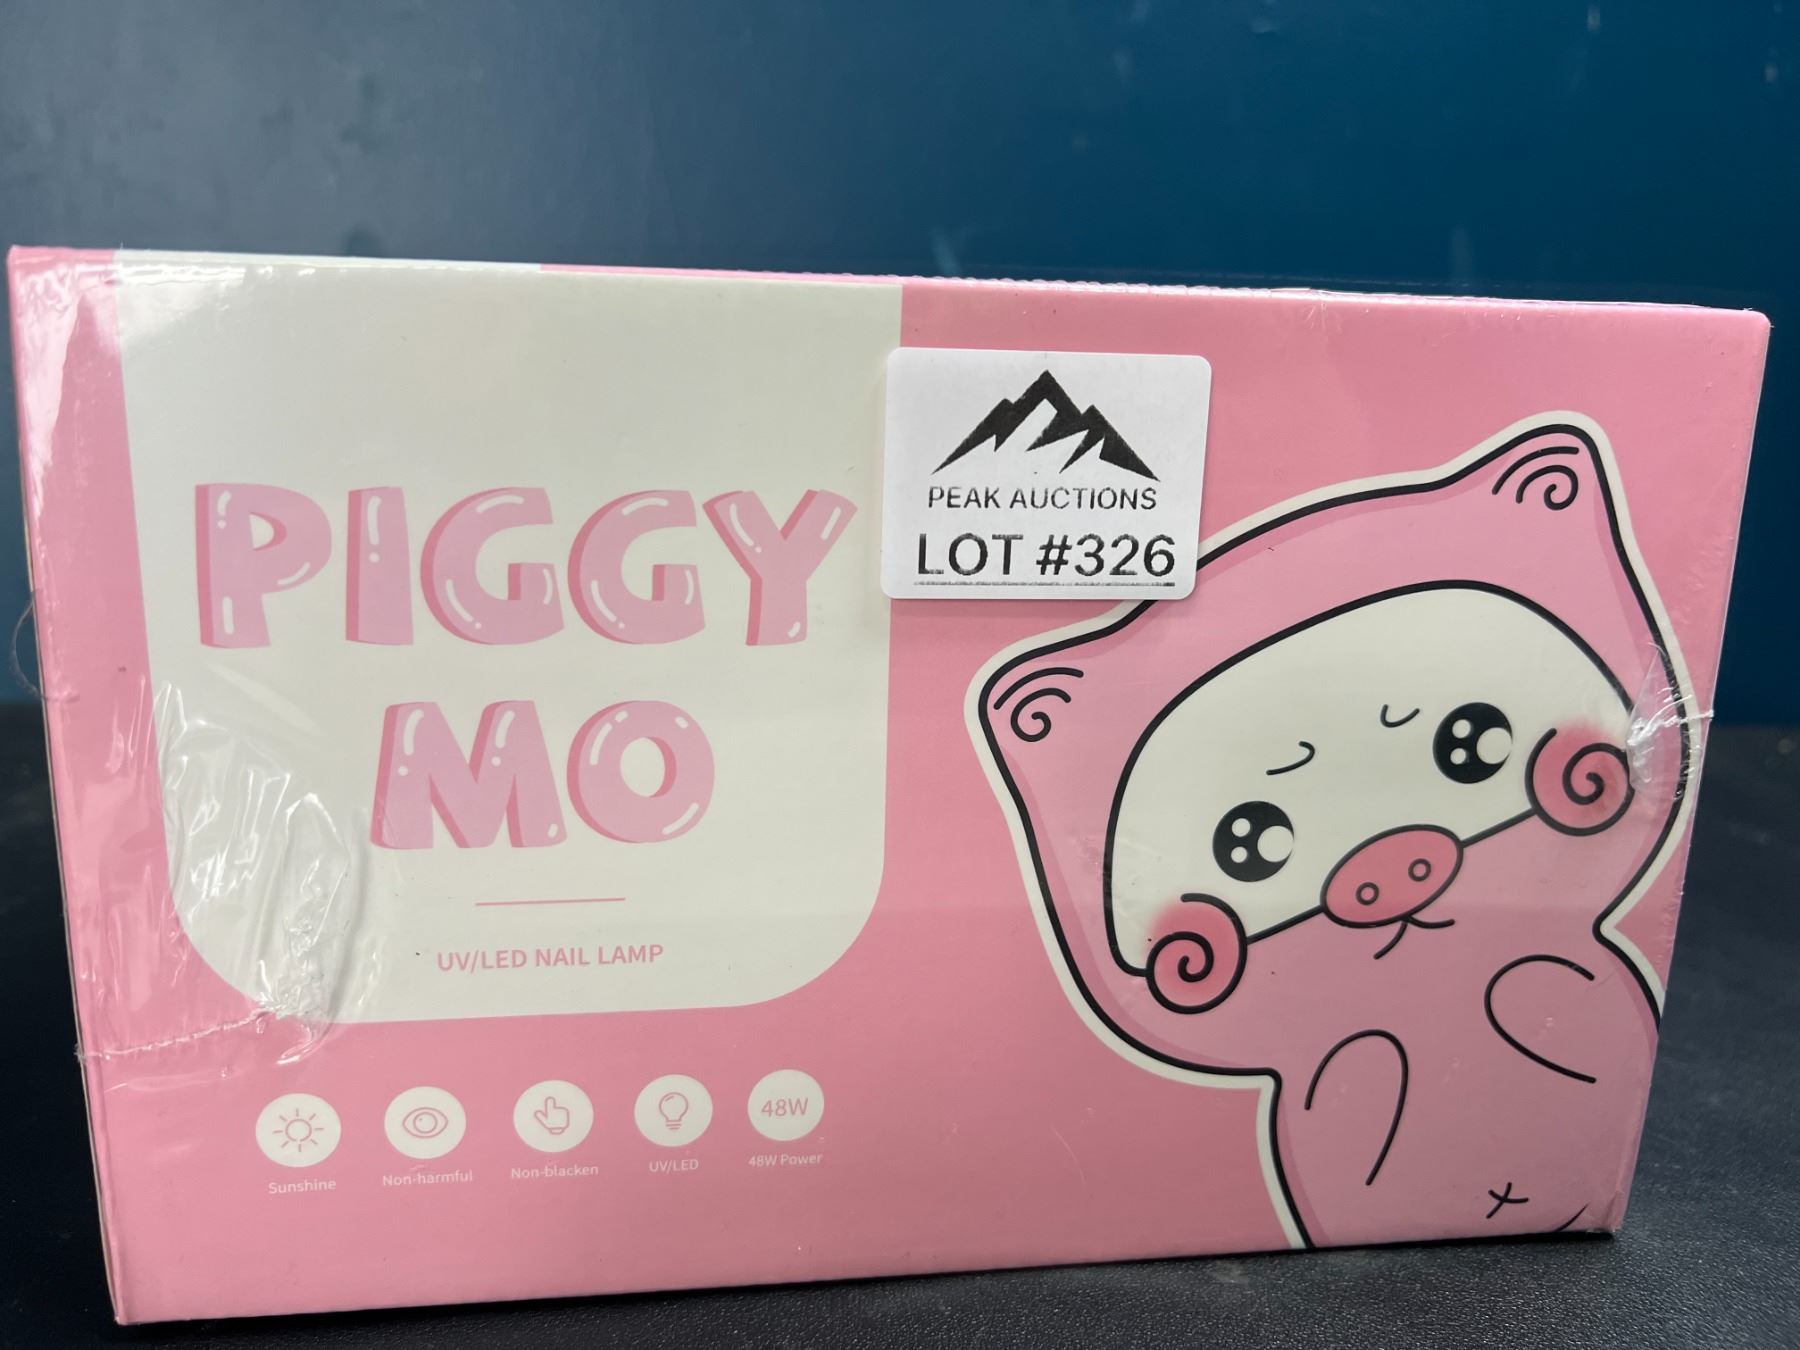 PIGGY
MO
UV/LED NAIL LAMP
PEAK AUCTIONS
LOT #326
48W
Sunshine
Non-harmful
Non-blacken
UV/LED
48W Power